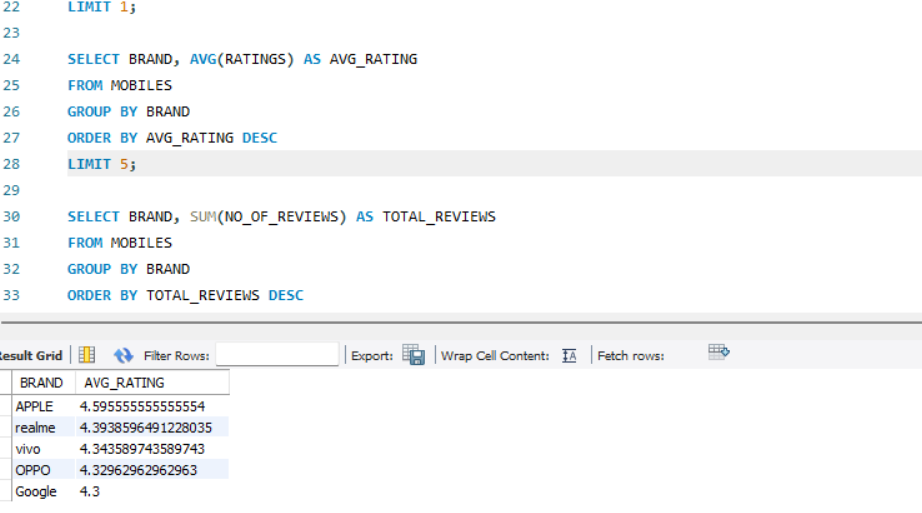 22 LIMIT 1;
23
24 SELECT BRAND, AVG(RATINGS) AS AVG_RATING
25 FROM MOBILES
26 GROUP BY BRAND
27 ORDER BY AVG_RATING DESC
28 LIMIT 5;
29
30 SELECT BRAND, SUM(NO_OF_REVIEWS) AS TOTAL_REVIEWS
31 FROM MOBILES
32 GROUP BY BRAND
33 ORDER BY TOTAL_REVIEWS DESC
Result Grid Filter Rows: Export: Wrap Cell Content: Fetch rows:
BRAND AVG_RATING
APPLE 4.595555555555554
realme 4.3938596491228035
vivo 4.343589743589743
OPPO 4.32962962962963
Google 4.3